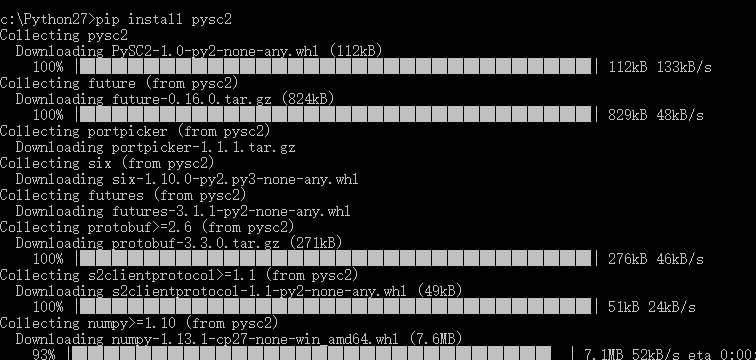 c:\Python27>pip install pysc2
Collecting pysc2
  Downloading PySC2-1.0-py2-none-any.whl (112kB)
    100% |████████████████████████████████| 112kB 133kB/s
Collecting future (from pysc2)
  Downloading future-0.16.0.tar.gz (824kB)
    100% |████████████████████████████████| 829kB 48kB/s
Collecting portpicker (from pysc2)
  Downloading portpicker-1.1.1.tar.gz
Collecting six (from pysc2)
  Downloading six-1.10.0-py2.py3-none-any.whl
Collecting futures (from pysc2)
  Downloading futures-3.1.1-py2-none-any.whl
Collecting protobuf>=2.6 (from pysc2)
  Downloading protobuf-3.3.0.tar.gz (271kB)
    100% |████████████████████████████████| 276kB 46kB/s
Collecting s2clientprotocol>=1.1 (from pysc2)
  Downloading s2clientprotocol-1.1-py2-none-any.whl (49kB)
    100% |████████████████████████████████| 51kB 24kB/s
Collecting numpy>=1.10 (from pysc2)
  Downloading numpy-1.13.1-cp27-none-win_amd64.whl (7.6MB)
    93% |██████████████████████████████  | 7.1MB 52kB/s eta 0:00